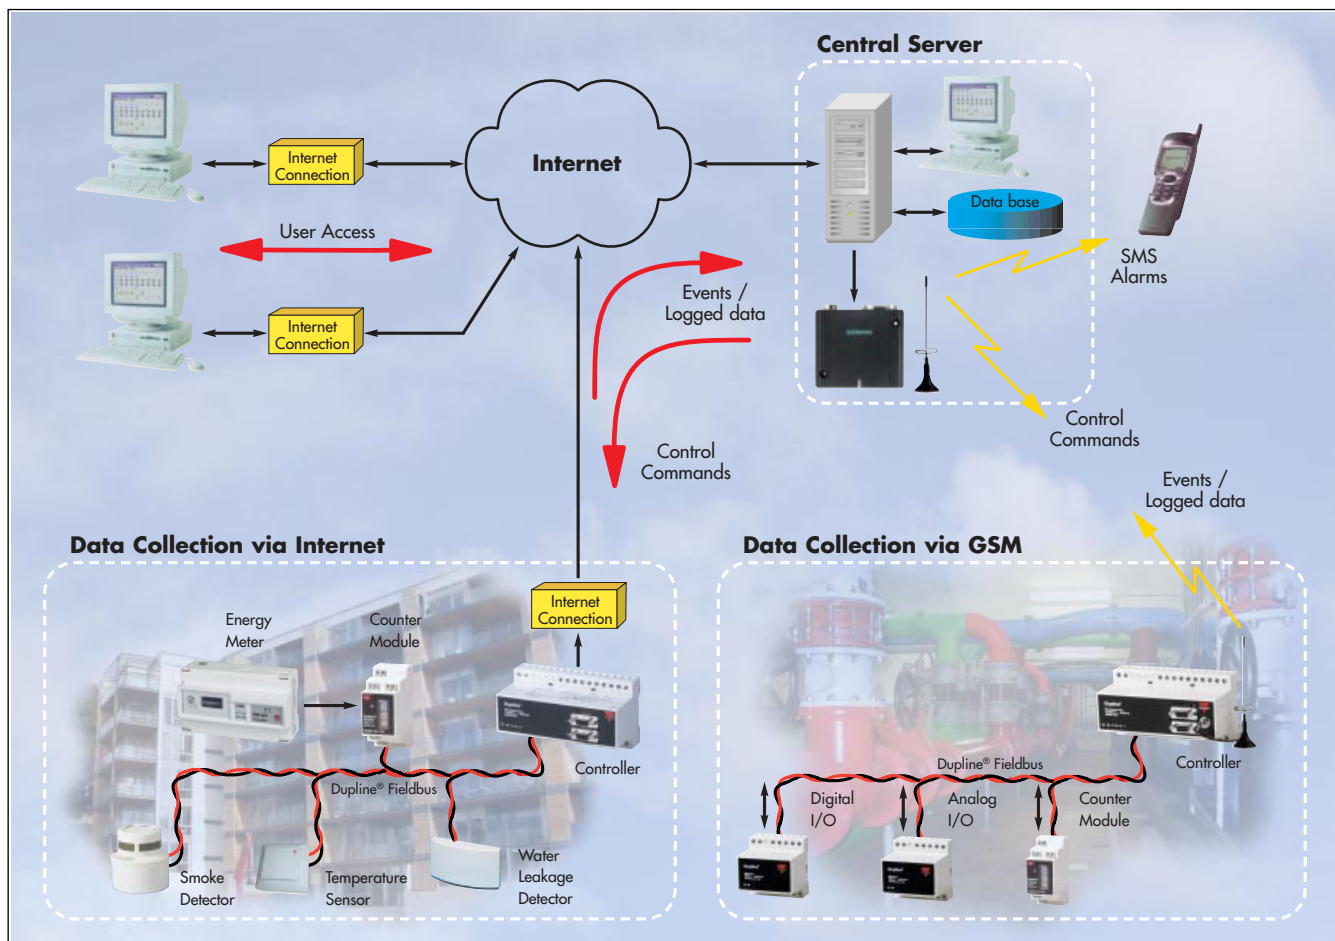 Central Server
Internet
Internet
Connection
Data base
User Access
SMS
Alarms
Internet
Connection
Events /
Logged data
SIEMENS
Control
Commands
Control
Commands
Events /
Logged data
Data Collection via Internet
Data Collection via GSM
Internet
Connection
Energy
Meter
Counter
Module
Controller
Dupline® Fieldbus
Smoke
Detector
Temperature
Sensor
Water
Leakage
Detector
Dupline® Fieldbus
Controller
Digital
I/O
Analog
I/O
Counter
Module